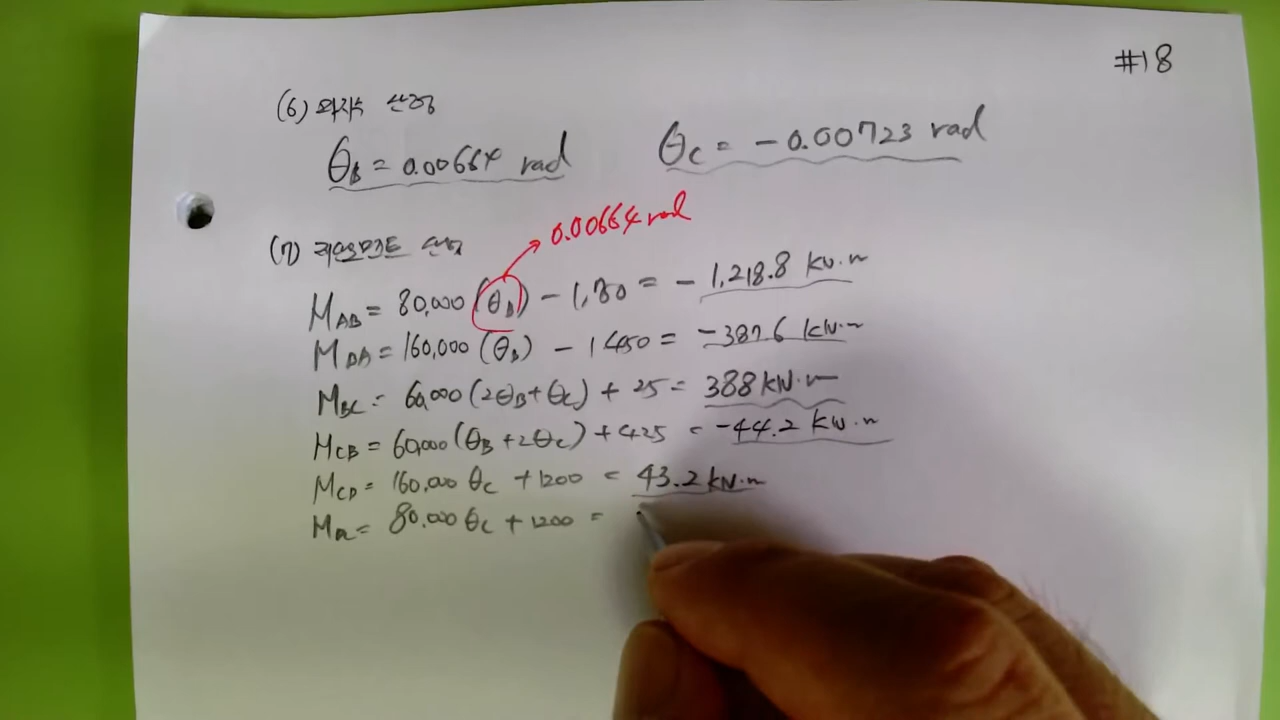 #18
(6) 회전각 산정
θB = 0.00664 rad θC = -0.00723 rad
0.00664 rad
(7) 재단모멘트 산정
MAB = 80,000 (θB) - 1,750 = - 1,218.8 kN·m
MBA = 160,000 (θB) - 1450 = -387.6 kN·m
MBC = 60,000 (2θB+θC) + 25 = 388 kN·m
MCB = 60,000 (θB+2θC) + 425 = -44.2 kN·m
MCD = 160,000 θC + 1200 = 43.2 kN·m
MDC = 80,000 θC + 1200 =